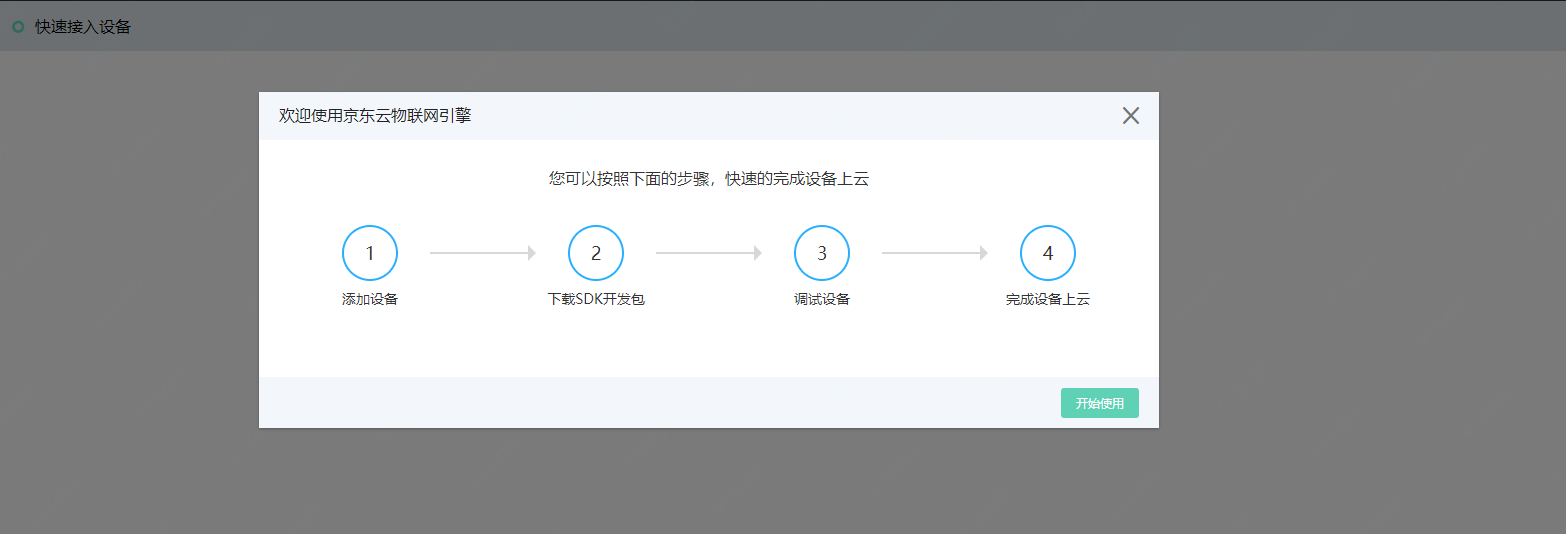 快速接入设备
欢迎使用京东云物联网引擎
您可以按照下面的步骤，快速的完成设备上云
1
2
3
4
添加设备
下载SDK开发包
调试设备
完成设备上云
开始使用